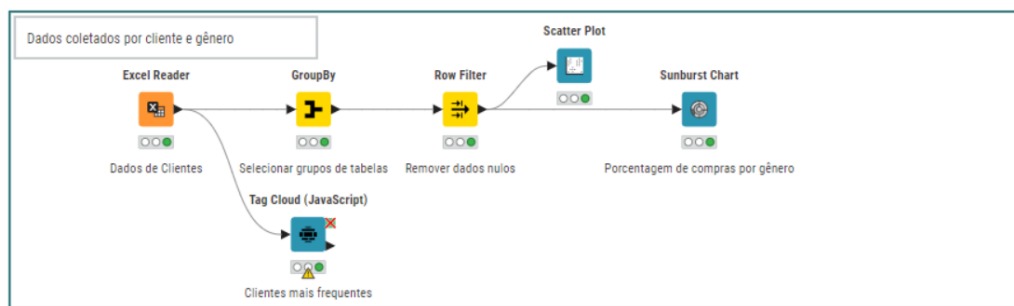 Dados coletados por cliente e gênero
Scatter Plot
Excel Reader
GroupBy
Row Filter
Sunburst Chart
Dados de Clientes
Selecionar grupos de tabelas
Remover dados nulos
Porcentagem de compras por gênero
Tag Cloud (JavaScript)
Clientes mais frequentes